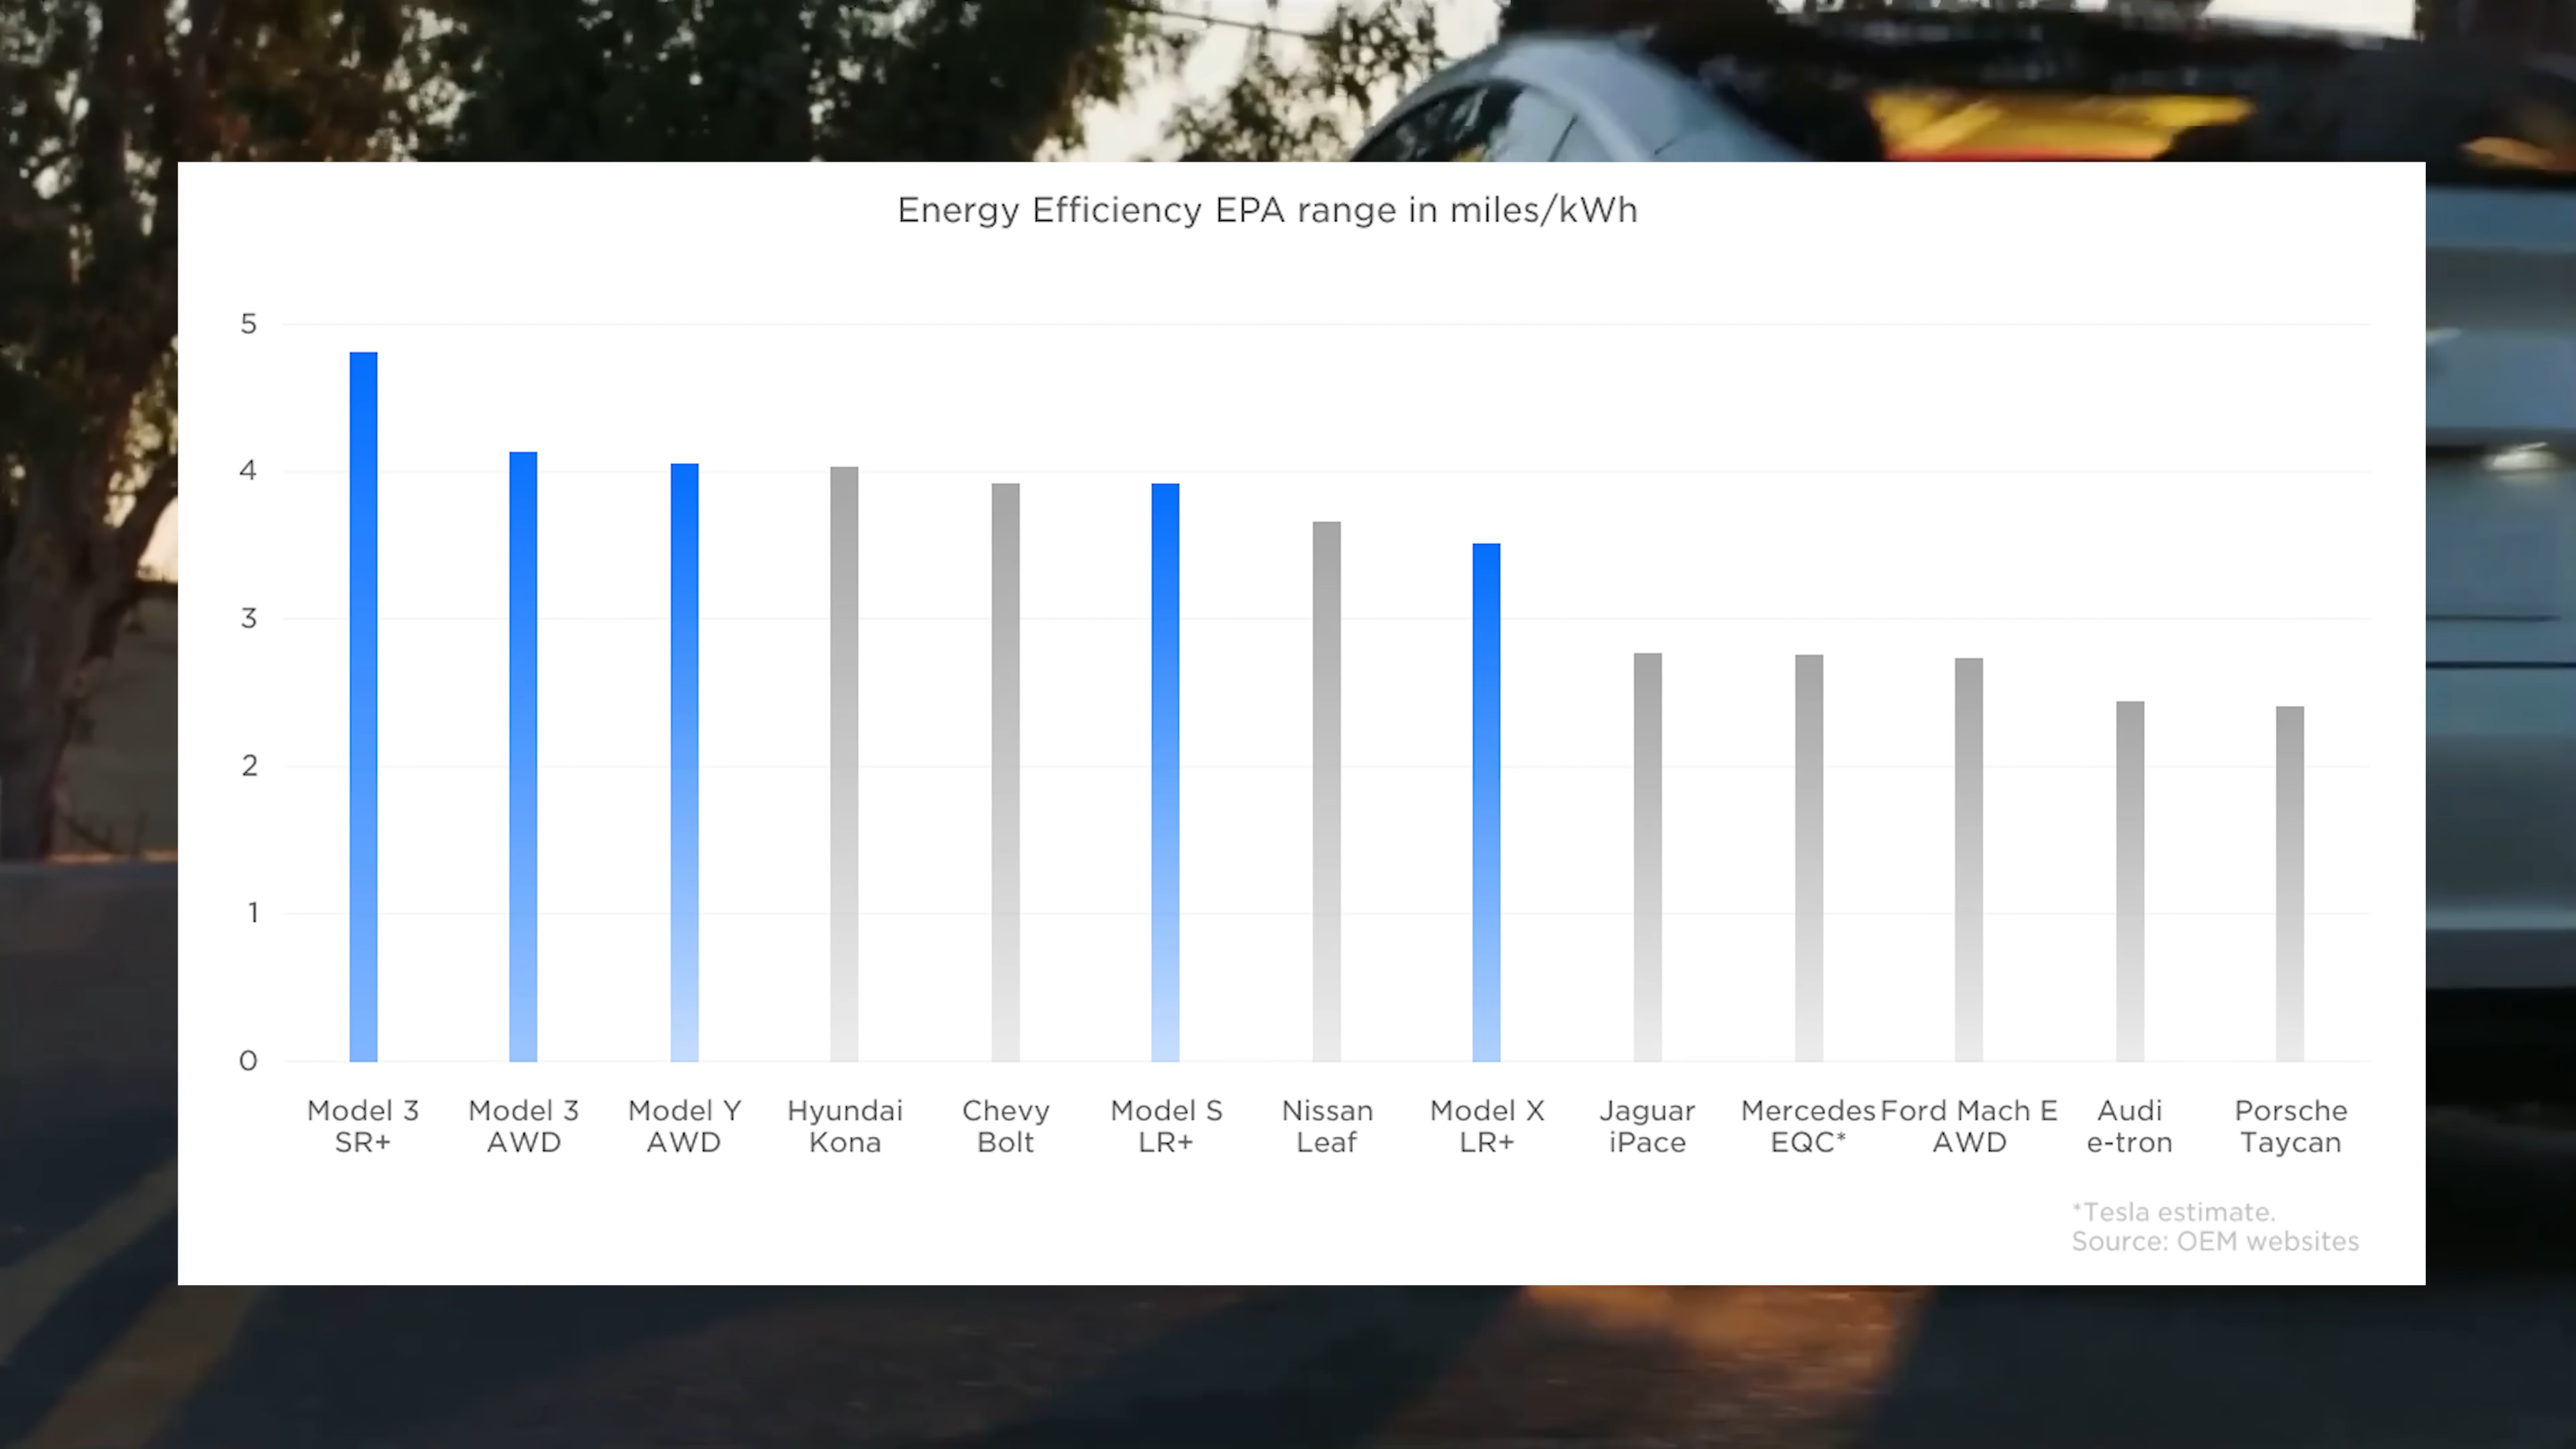 Energy Efficiency EPA range in miles/kWh
5
4
3
2
1
0
Model 3
SR+
Model 3
AWD
Model Y
AWD
Hyundai
Kona
Chevy
Bolt
Model S
LR+
Nissan
Leaf
Model X
LR+
Jaguar
iPace
Mercedes
EQC*
Ford Mach E
AWD
Audi
e-tron
Porsche
Taycan
*Tesla estimate.
Source: OEM websites